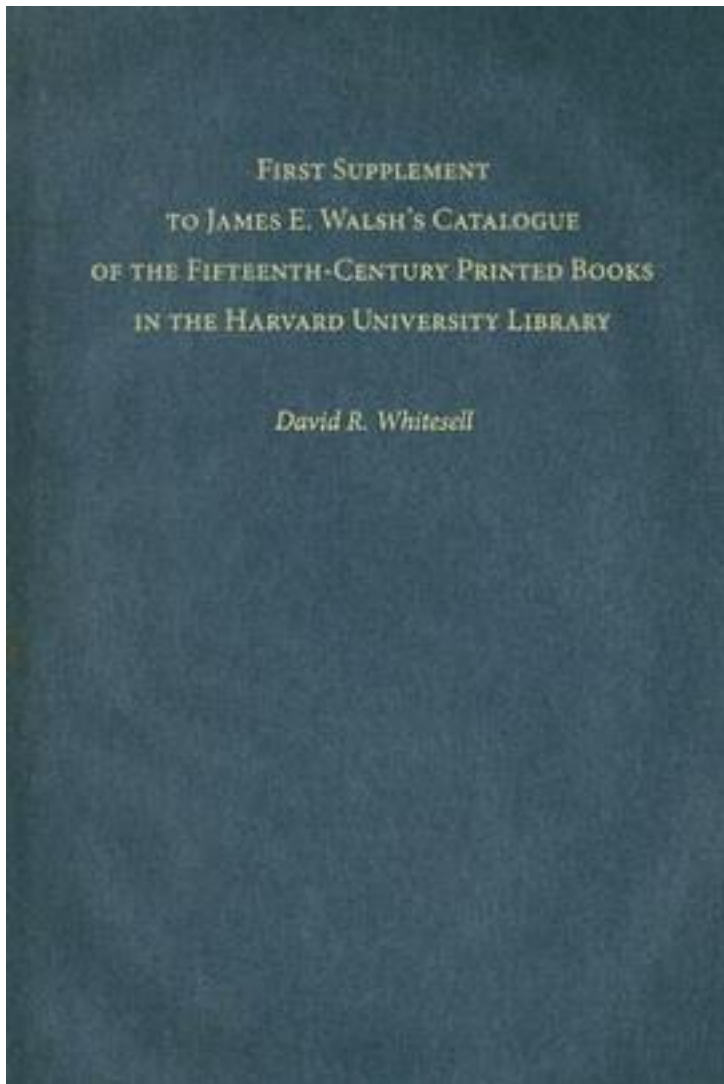 First Supplement
to James E. Walsh's Catalogue
of the Fifteenth-Century Printed Books
in the Harvard University Library
David R. Whitesell